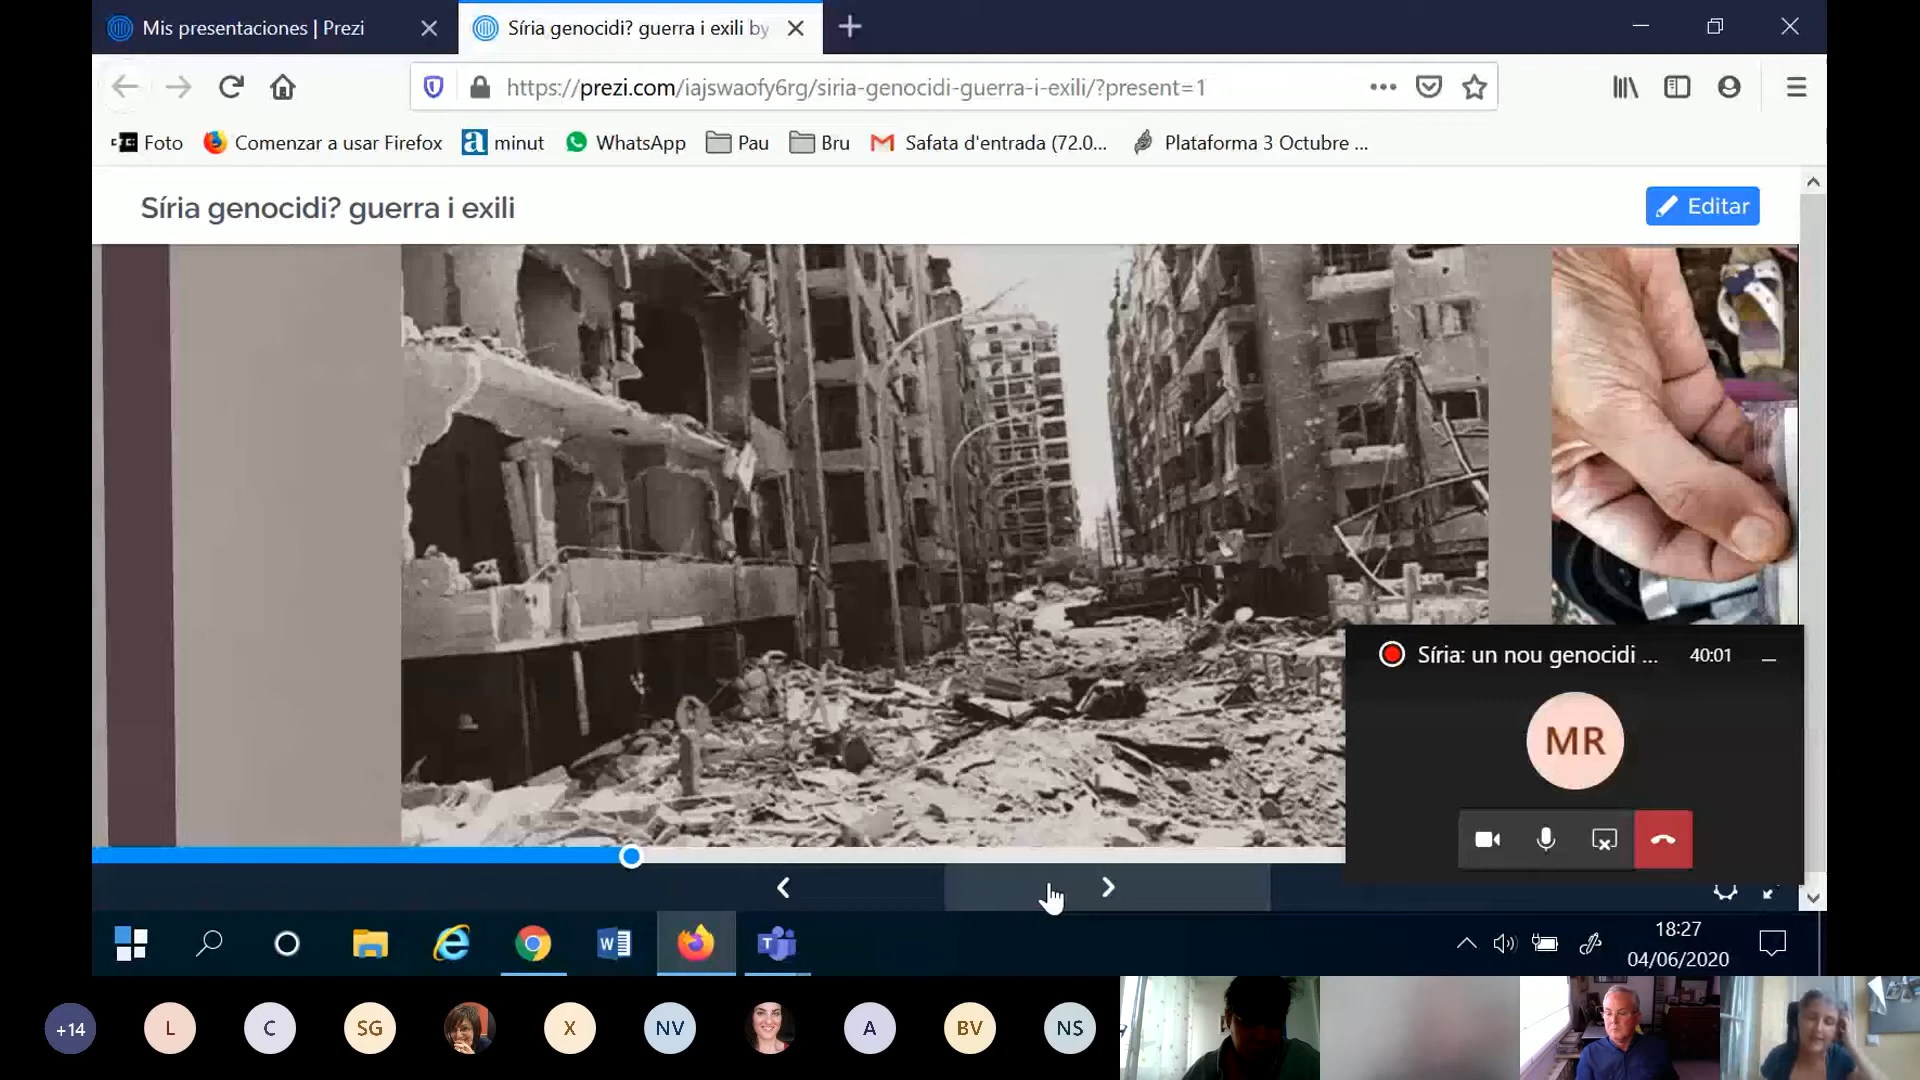 Mis presentaciones | Prezi
Síria genocidi? guerra i exili by
https://prezi.com/iajswaofy6rg/siria-genocidi-guerra-i-exili/?present=1
Foto
Comenzar a usar Firefox
a minut
WhatsApp
Pau
Bru
Safata d'entrada (72.0...
Plataforma 3 Octubre ...
Síria genocidi? guerra i exili
Editar
Síria: un nou genocidi ...
40:01
MR
18:27
04/06/2020
+14
L
C
SG
X
NV
A
BV
NS